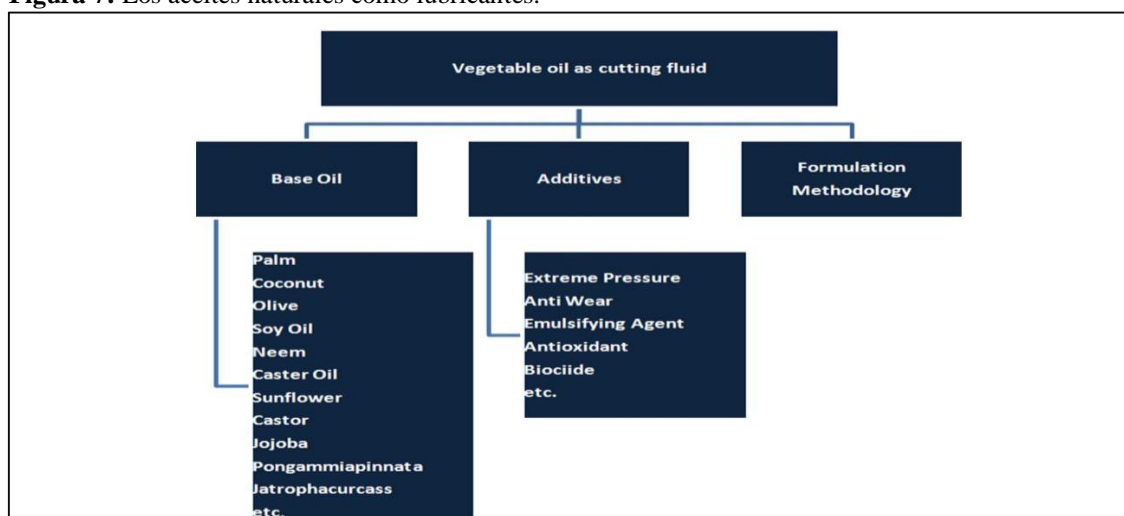 Figura 7. Los aceites naturales como lubricantes.
Vegetable oil as cutting fluid
Base Oil
Additives
Formulation
Methodology
Palm
Coconut
Olive
Soy Oil
Neem
Caster Oil
Sunflower
Castor
Jojoba
Pongammiapinnata
Jatrophacurcass
etc.
Extreme Pressure
Anti Wear
Emulsifying Agent
Antioxidant
Biociide
etc.